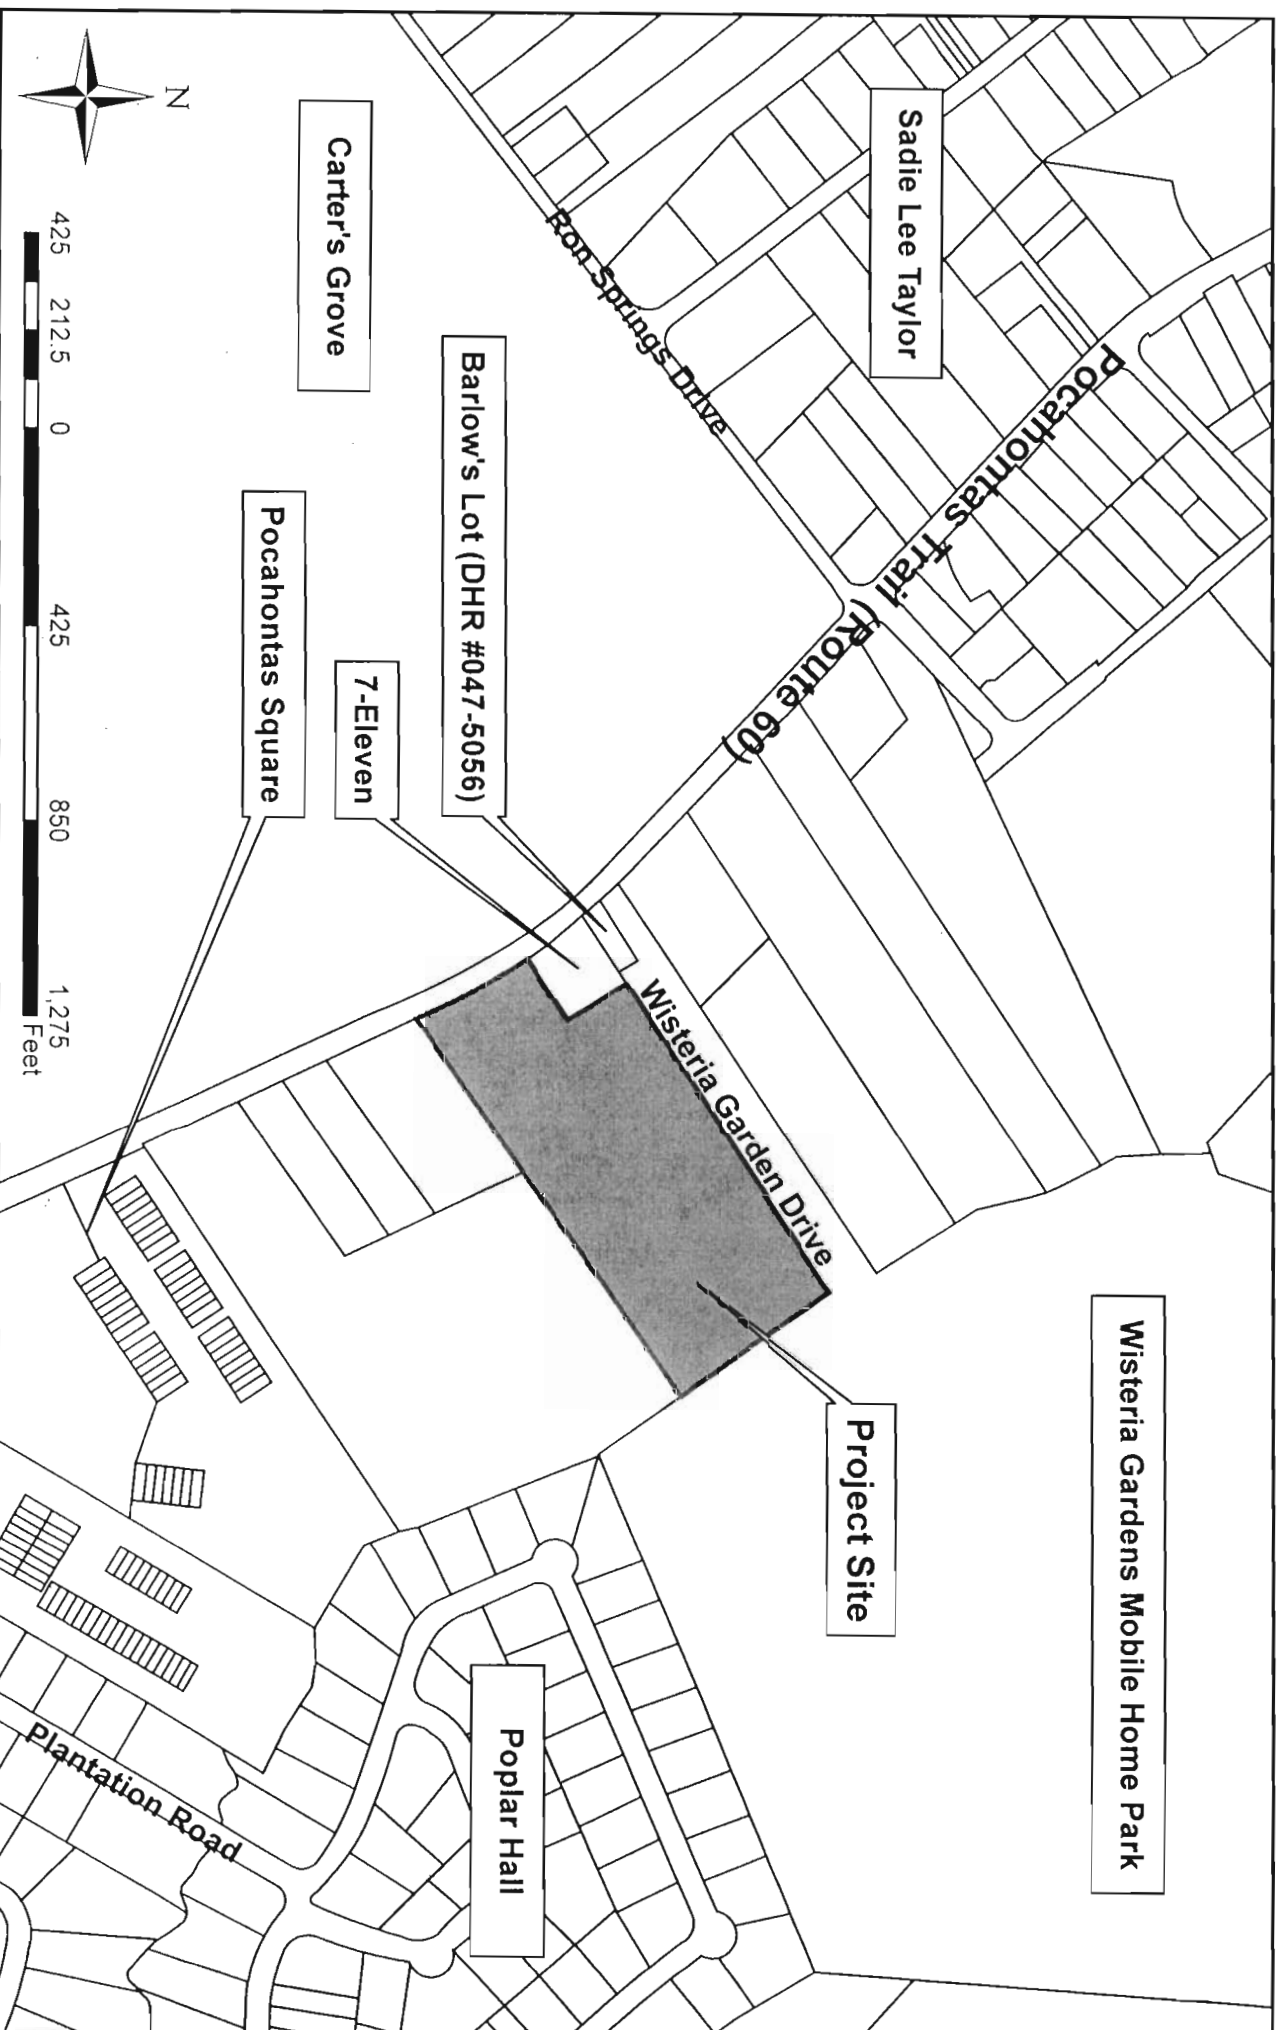 Wisteria Gardens Mobile Home Park
Sadie Lee Taylor
Pocahontas Trail (Route 60)
Project Site
Wisteria Garden Drive
Ron Springs Drive
Poplar Hall
Barlow's Lot (DHR #047-5056)
7-Eleven
Carter's Grove
Pocahontas Square
Plantation Road
N
425 212.5 0 425 850 1,275
Feet